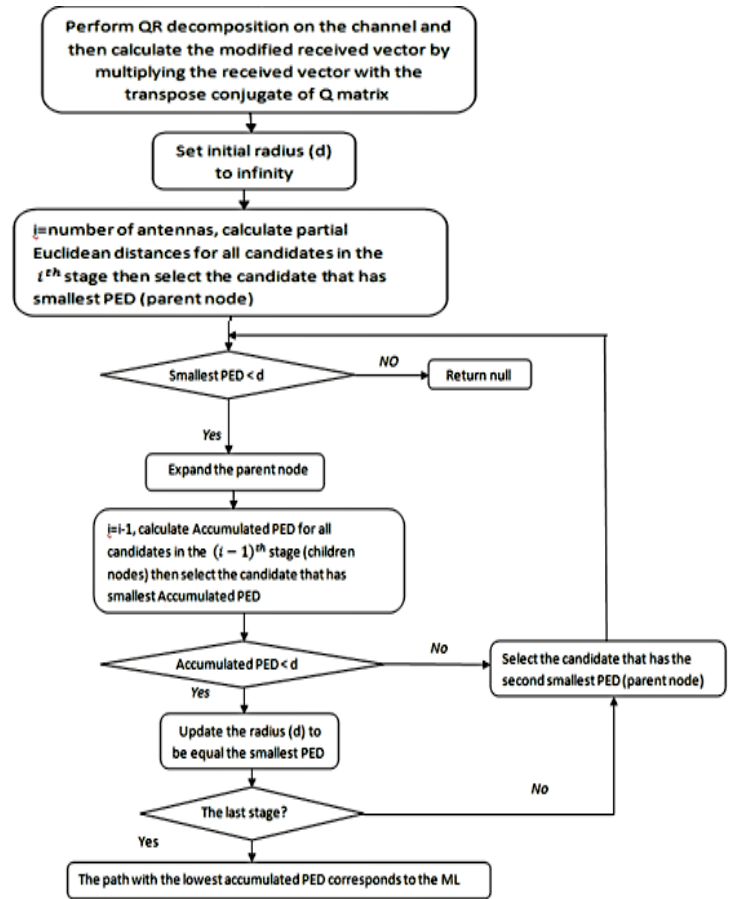 Perform QR decomposition on the channel and
then calculate the modified received vector by
multiplying the received vector with the
transpose conjugate of Q matrix
Set initial radius (d)
to infinity
i=number of antennas, calculate partial
Euclidean distances for all candidates in the
i^th stage then select the candidate that has
smallest PED (parent node)
Smallest PED < d
NO
Return null
Yes
Expand the parent node
i=i-1, calculate Accumulated PED for all
candidates in the (i − 1)^th stage (children
nodes) then select the candidate that has
smallest Accumulated PED
Accumulated PED < d
No
Select the candidate that has the
second smallest PED (parent node)
Yes
Update the radius (d) to
be equal the smallest PED
The last stage?
No
Yes
The path with the lowest accumulated PED corresponds to the ML